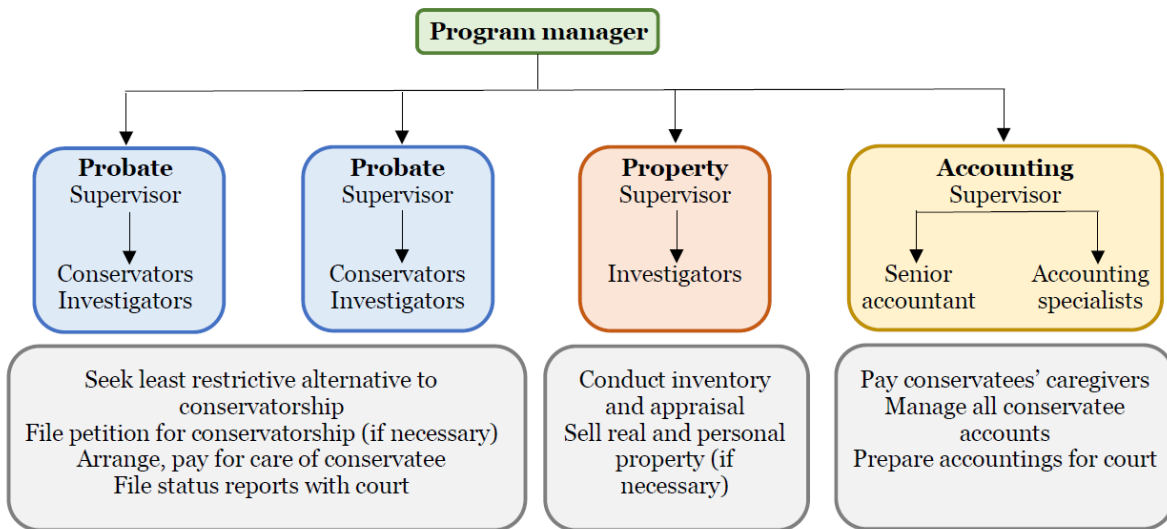 Program manager
Probate
Supervisor
Conservators
Investigators
Probate
Supervisor
Conservators
Investigators
Property
Supervisor
Investigators
Accounting
Supervisor
Senior
accountant
Accounting
specialists
Seek least restrictive alternative to
conservatorship
File petition for conservatorship (if necessary)
Arrange, pay for care of conservatee
File status reports with court
Conduct inventory
and appraisal
Sell real and personal
property (if
necessary)
Pay conservatees’ caregivers
Manage all conservatee
accounts
Prepare accountings for court